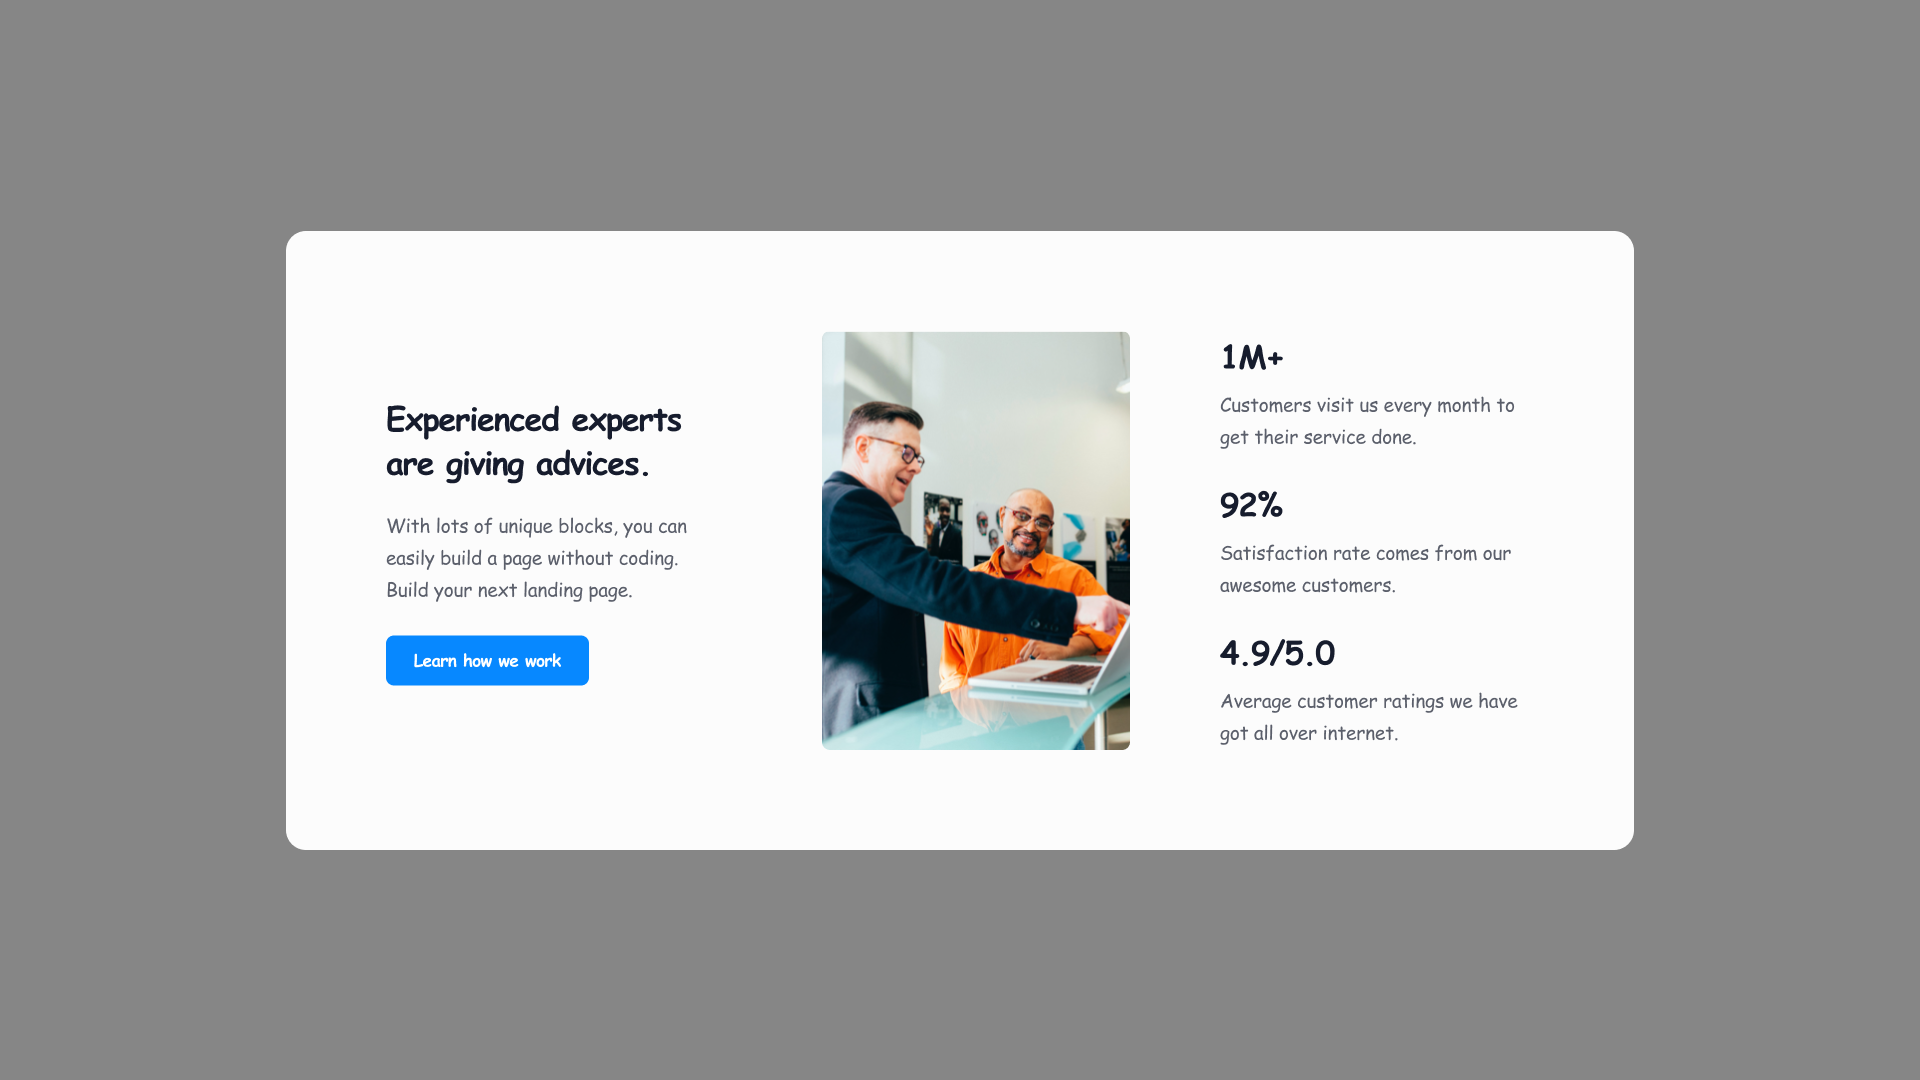 Experienced experts
are giving advices.
With lots of unique blocks, you can
easily build a page without coding.
Build your next landing page.
Learn how we work
1M+
Customers visit us every month to
get their service done.
92%
Satisfaction rate comes from our
awesome customers.
4.9/5.0
Average customer ratings we have
got all over internet.